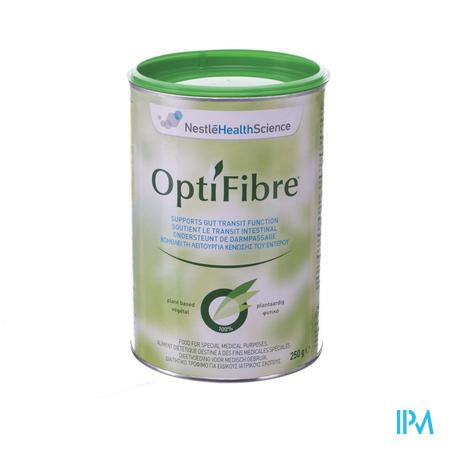 NestléHealthScience
OptiFibre®
SUPPORTS GUT TRANSIT FUNCTION
SOUTIENT LE TRANSIT INTESTINAL
ONDERSTEUNT DE DARMPASSAGE
ΒΟΗΘΑΕΙ ΤΗ ΛΕΙΤΟΥΡΓΙΑ ΚΕΝΩΣΗΣ ΤΟΥ ΕΝΤΕΡΟΥ
plant based
végétal
plantaardig
φυτικό
100%
FOOD FOR SPECIAL MEDICAL PURPOSES
ALIMENT DIÉTÉTIQUE DESTINÉ À DES FINS MÉDICALES SPÉCIALES
DIEETVOEDING VOOR MEDISCH GEBRUIK
ΔΙΑΙΤΗΤΙΚΟ ΤΡΟΦΙΜΟ ΓΙΑ ΕΙΔΙΚΟΥΣ ΙΑΤΡΙΚΟΥΣ ΣΚΟΠΟΥΣ
250 g e
IPM